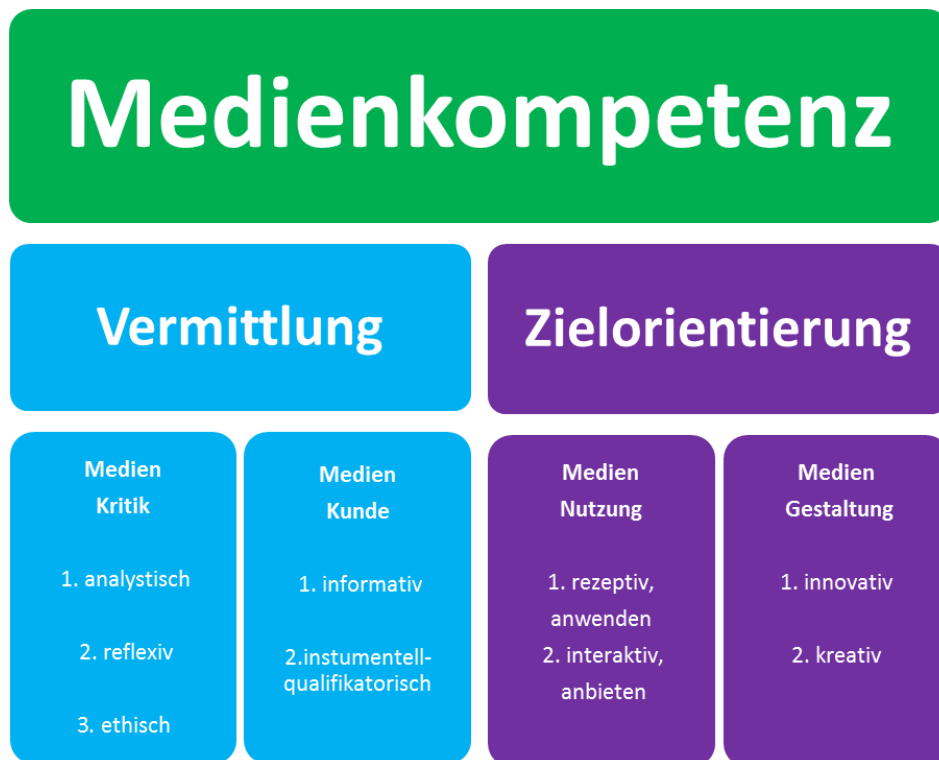 Medienkompetenz
Vermittlung
Zielorientierung
Medien
Kritik
1. analystisch
2. reflexiv
3. ethisch
Medien
Kunde
1. informativ
2.instumentell-
qualifikatorisch
Medien
Nutzung
1. rezeptiv,
anwenden
2. interaktiv,
anbieten
Medien
Gestaltung
1. innovativ
2. kreativ